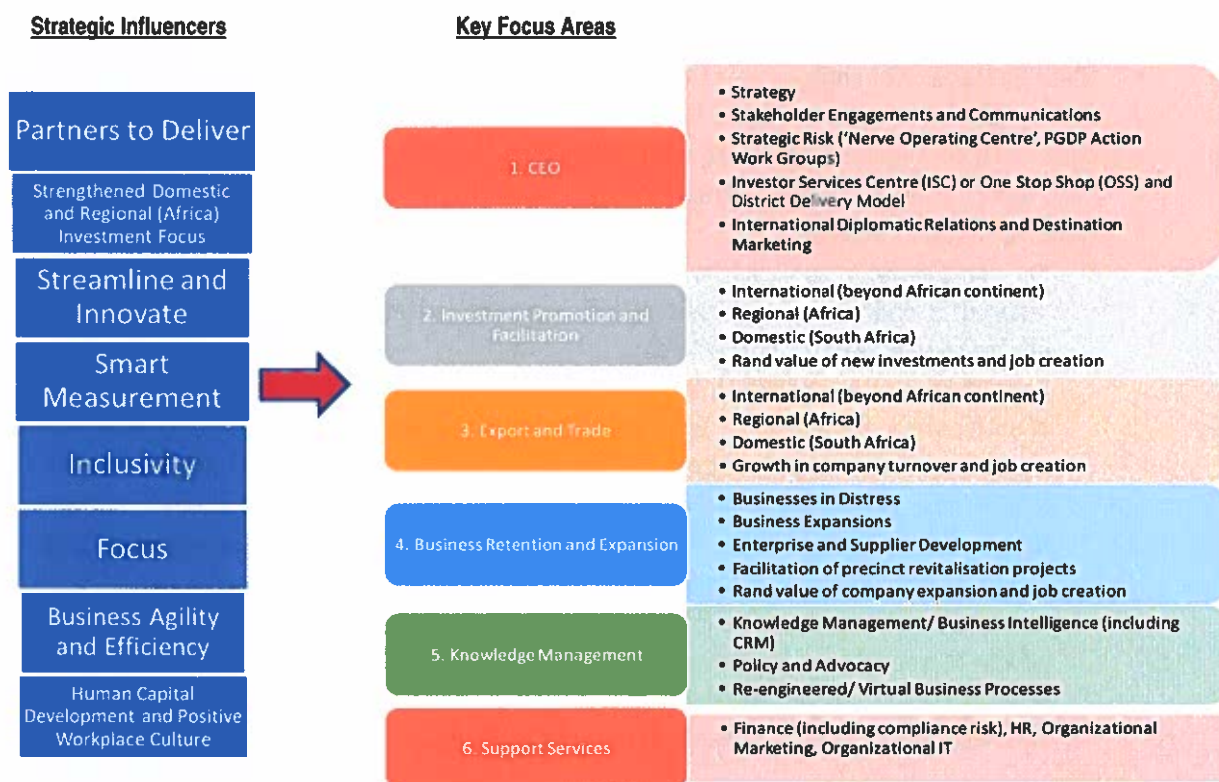 Strategic Influencers
Partners to Deliver
Strengthened Domestic
and Regional (Africa)
Investment Focus
Streamline and
Innovate
Smart
Measurement
Inclusivity
Focus
Business Agility
and Efficiency
Human Capital
Development and Positive
Workplace Culture
Key Focus Areas
1. CEO
• Strategy
• Stakeholder Engagements and Communications
• Strategic Risk ('Nerve Operating Centre', PGDP Action
Work Groups)
• Investor Services Centre (ISC) or One Stop Shop (OSS) and
District Delivery Model
• International Diplomatic Relations and Destination
Marketing
2. Investment Promotion and
Facilitation
• International (beyond African continent)
• Regional (Africa)
• Domestic (South Africa)
• Rand value of new investments and job creation
3. Export and Trade
• International (beyond African continent)
• Regional (Africa)
• Domestic (South Africa)
• Growth in company turnover and job creation
4. Business Retention and Expansion
• Businesses in Distress
• Business Expansions
• Enterprise and Supplier Development
• Facilitation of precinct revitalisation projects
• Rand value of company expansion and job creation
5. Knowledge Management
• Knowledge Management/ Business Intelligence (including
CRM)
• Policy and Advocacy
• Re-engineered/ Virtual Business Processes
6. Support Services
• Finance (including compliance risk), HR, Organizational
Marketing, Organizational IT